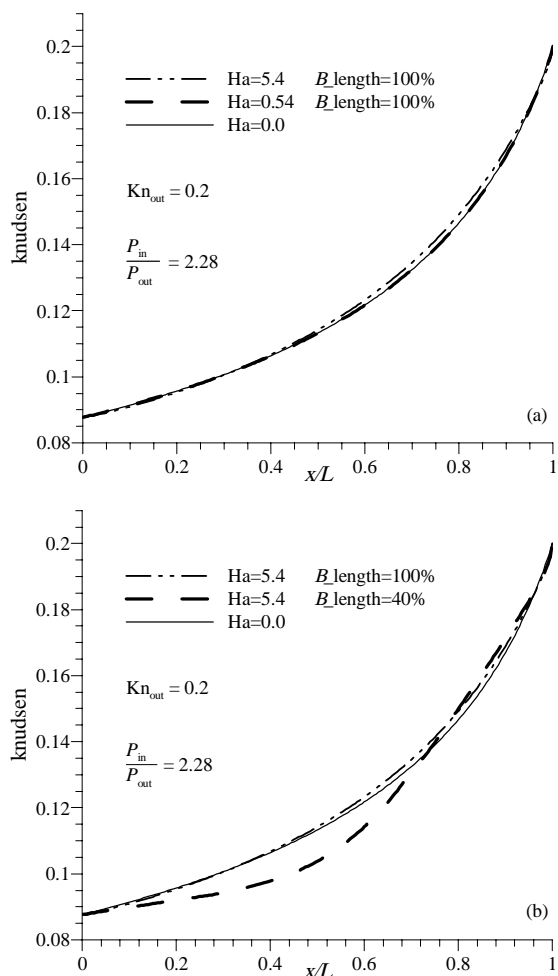 0.2
0.18
0.16
0.14
0.12
0.1
0.08
knudsen
Ha=5.4 B_length=100%
Ha=0.54 B_length=100%
Ha=0.0
Kn_out = 0.2
P_in / P_out = 2.28
(a)
0 0.2 0.4 0.6 0.8 1
x/L
0.2
0.18
0.16
0.14
0.12
0.1
0.08
knudsen
Ha=5.4 B_length=100%
Ha=5.4 B_length=40%
Ha=0.0
Kn_out = 0.2
P_in / P_out = 2.28
(b)
0 0.2 0.4 0.6 0.8 1
x/L